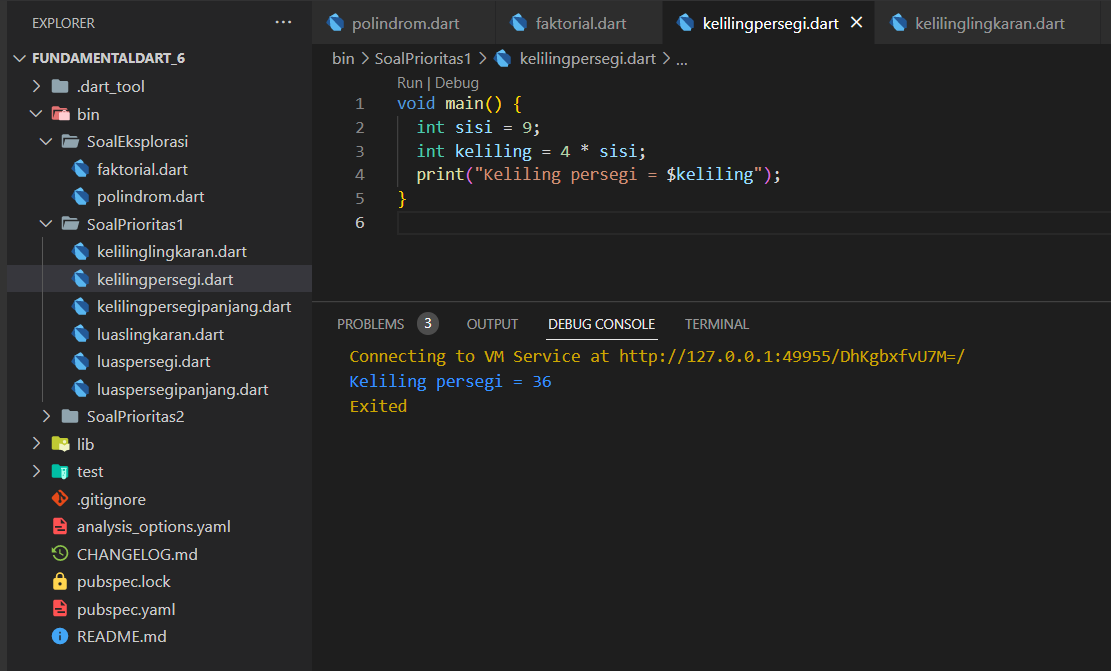 EXPLORER
FUNDAMENTALDART_6
.dart_tool
bin
SoalEksplorasi
faktorial.dart
polindrom.dart
SoalPrioritas1
kelilinglingkaran.dart
kelilingpersegi.dart
kelilingpersegipanjang.dart
luaslingkaran.dart
luaspersegi.dart
luaspersegipanjang.dart
SoalPrioritas2
lib
test
.gitignore
analysis_options.yaml
CHANGELOG.md
pubspec.lock
pubspec.yaml
README.md
polindrom.dart faktorial.dart kelilingpersegi.dart kelilinglingkaran.dart
bin > SoalPrioritas1 > kelilingpersegi.dart > ...
Run | Debug
1 void main() {
2 int sisi = 9;
3 int keliling = 4 * sisi;
4 print("Keliling persegi = $keliling");
5 }
6
PROBLEMS 3 OUTPUT DEBUG CONSOLE TERMINAL
Connecting to VM Service at http://127.0.0.1:49955/DhKgbxfvU7M=/
Keliling persegi = 36
Exited